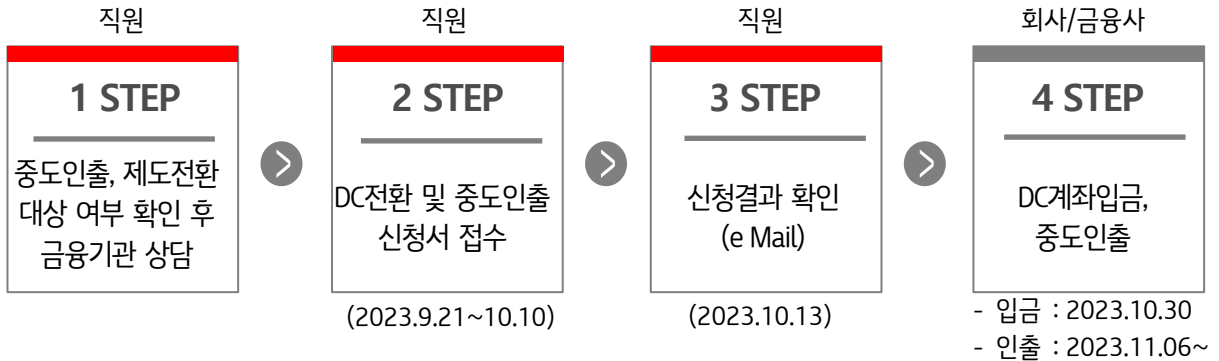 직원
1 STEP
중도인출, 제도전환
대상 여부 확인 후
금융기관 상담
직원
2 STEP
DC전환 및 중도인출
신청서 접수
(2023.9.21~10.10)
직원
3 STEP
신청결과 확인
(e Mail)
(2023.10.13)
회사/금융사
4 STEP
DC계좌입금,
중도인출
- 입금 : 2023.10.30
- 인출 : 2023.11.06~